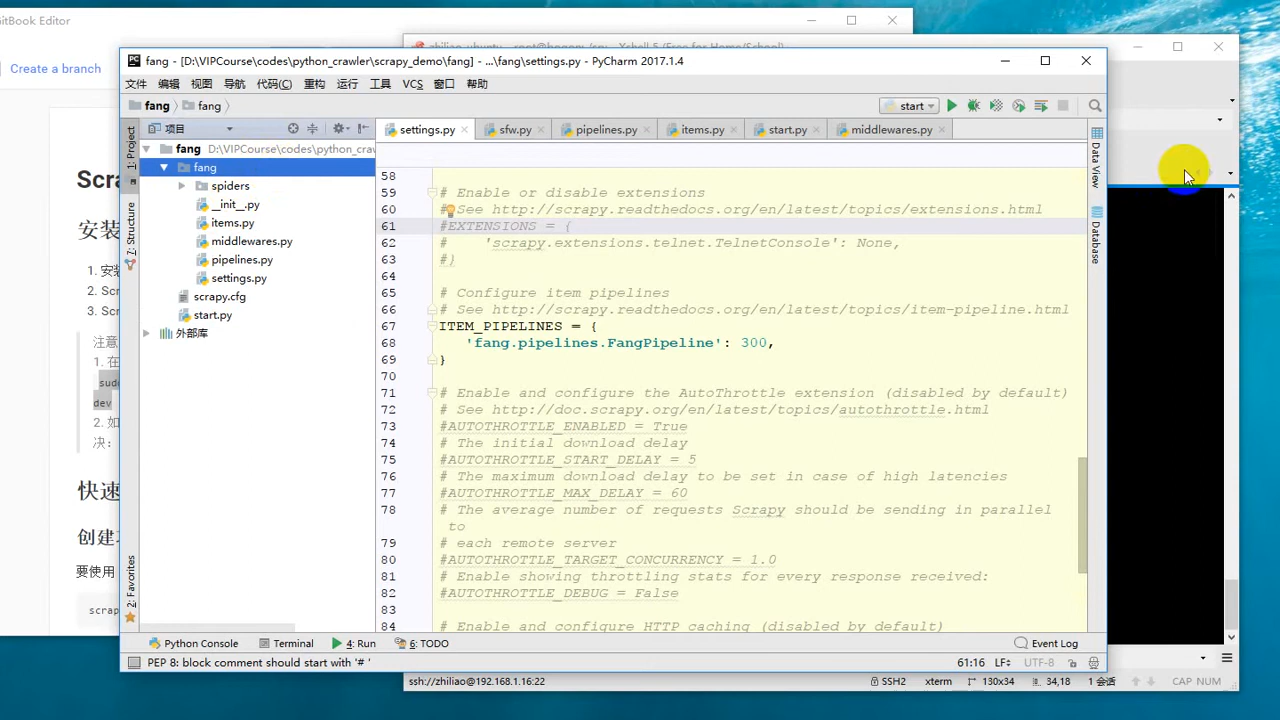 itBook Editor
Create a branch
fang - [D:\VIPCourse\codes\python_crawler\scrapy_demo\fang] - ...\fang\settings.py - PyCharm 2017.1.4
文件 编辑 视图 导航 代码(C) 重构 运行 工具 VCS 窗口 帮助
fang fang
start
1: Project
7: Structure
2: Favorites
项目
fang D:\VIPCourse\codes\python_craw
fang
spiders
__init__.py
items.py
middlewares.py
pipelines.py
settings.py
scrapy.cfg
start.py
外部库
settings.py sfw.py pipelines.py items.py start.py middlewares.py
58
59 # Enable or disable extensions
60 # See http://scrapy.readthedocs.org/en/latest/topics/extensions.html
61 #EXTENSIONS = {
62 #    'scrapy.extensions.telnet.TelnetConsole': None,
63 #}
64
65 # Configure item pipelines
66 # See http://scrapy.readthedocs.org/en/latest/topics/item-pipeline.html
67 ITEM_PIPELINES = {
68    'fang.pipelines.FangPipeline': 300,
69 }
70
71 # Enable and configure the AutoThrottle extension (disabled by default)
72 # See http://doc.scrapy.org/en/latest/topics/autothrottle.html
73 #AUTOTHROTTLE_ENABLED = True
74 # The initial download delay
75 #AUTOTHROTTLE_START_DELAY = 5
76 # The maximum download delay to be set in case of high latencies
77 #AUTOTHROTTLE_MAX_DELAY = 60
78 # The average number of requests Scrapy should be sending in parallel
to
79 # each remote server
80 #AUTOTHROTTLE_TARGET_CONCURRENCY = 1.0
81 # Enable showing throttling stats for every response received:
82 #AUTOTHROTTLE_DEBUG = False
83
84 # Enable and configure HTTP caching (disabled by default)
Data View
Database
Scra
安装
1. 安
2. Scr
3. Scr
注意
1. 在
sud
dev
2. 如
决:
快速
创建
要使用
scrap
Python Console Terminal 4: Run 6: TODO Event Log
PEP 8: block comment should start with '# ' 61:16 LF UTF-8
ssh://zhiliao@192.168.1.16:22 SSH2 xterm 130x34 34,18 1 会话 CAP NUM